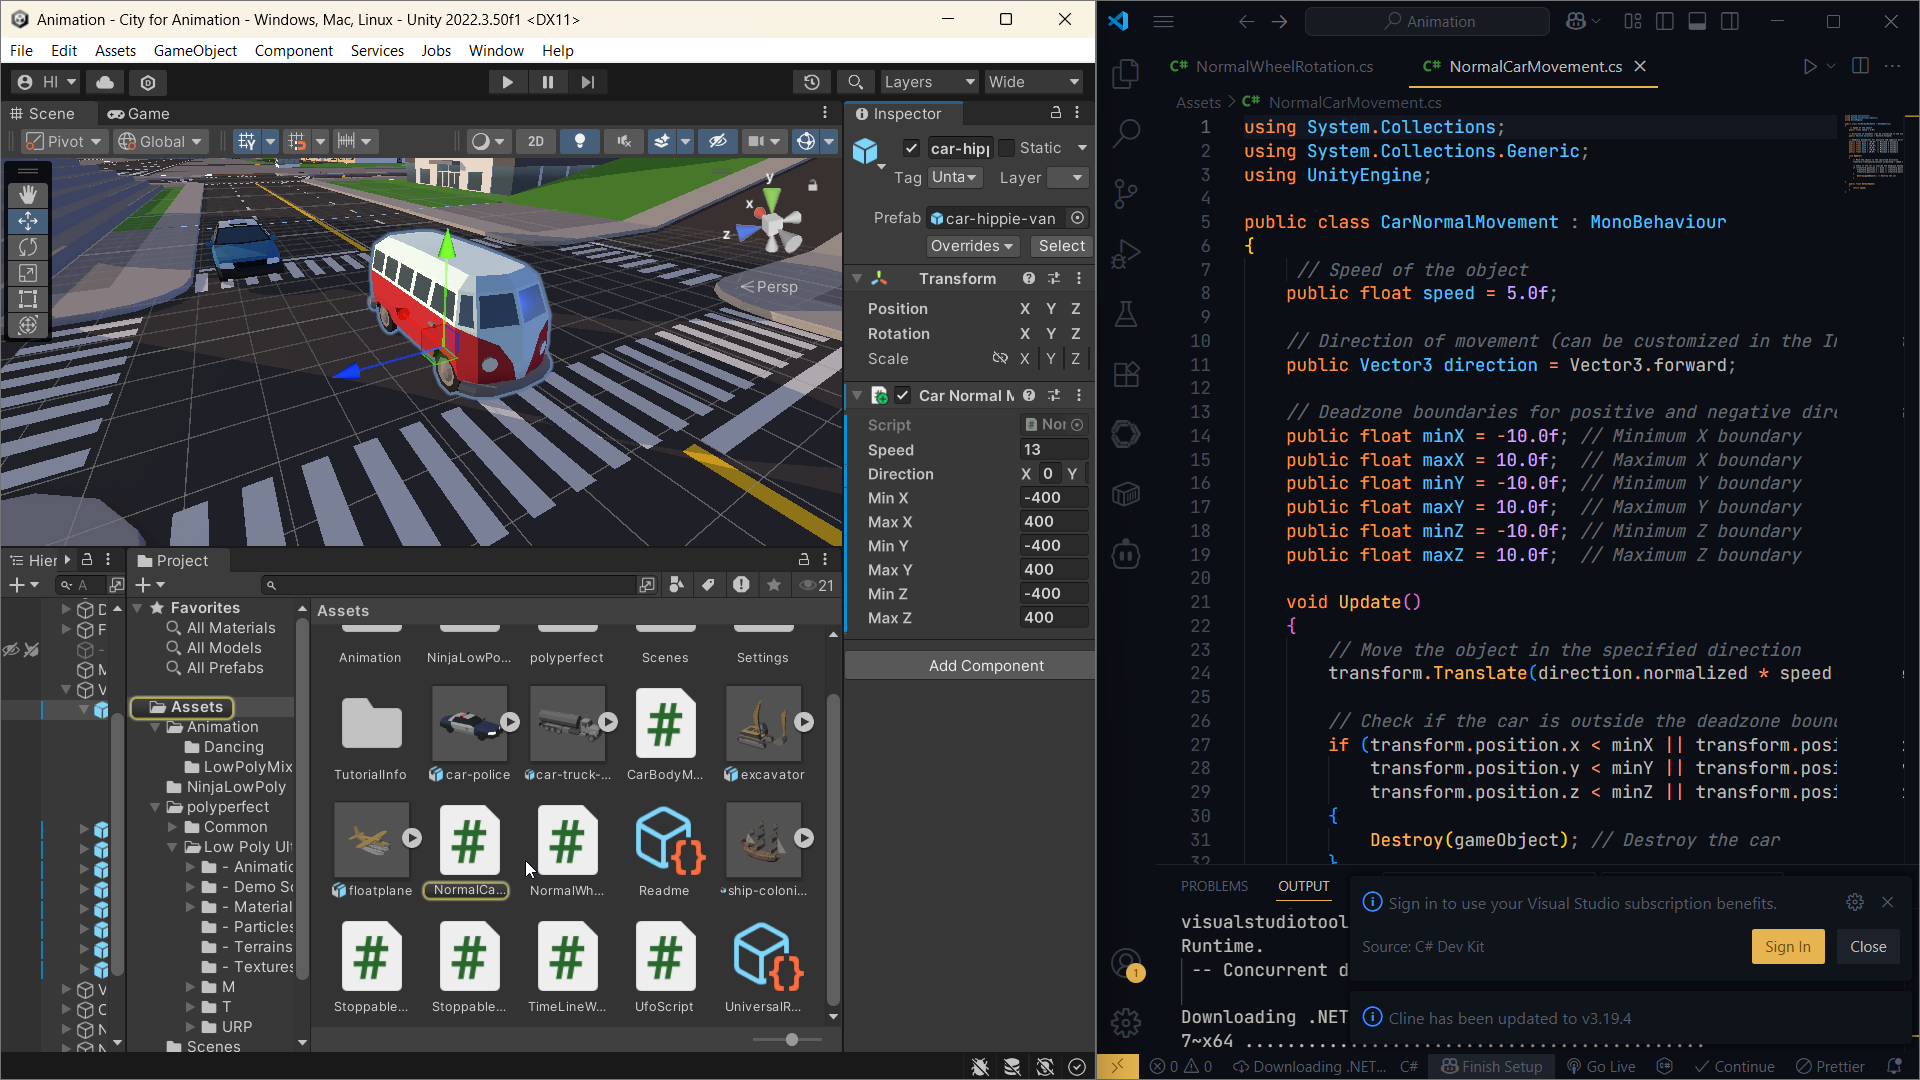 Animation - City for Animation - Windows, Mac, Linux - Unity 2022.3.50f1 <DX11>
File Edit Assets GameObject Component Services Jobs Window Help
HI
Layers
Wide
Scene
Game
Pivot
Global
2D
y
x
z
Persp
Inspector
car-hipp
Static
Tag
Unta
Layer
Prefab
car-hippie-van
Overrides
Select
Transform
Position X Y Z
Rotation X Y Z
Scale X Y Z
Car Normal M
Script
Nor
Speed 13
Direction X 0 Y
Min X -400
Max X 400
Min Y -400
Max Y 400
Min Z -400
Max Z 400
Add Component
Hier
Project
21
Favorites
All Materials
All Models
All Prefabs
Assets
Animation
Dancing
LowPolyMix
NinjaLowPoly
polyperfect
Common
Low Poly Ult
- Animatic
- Demo Sc
- Material
- Particles
- Terrains
- Textures
M
T
URP
Scenes
Assets
Animation
NinjaLowPo...
polyperfect
Scenes
Settings
TutorialInfo
car-police
car-truck-...
CarBodyM...
excavator
floatplane
NormalCa...
NormalWh...
Readme
ship-coloni...
Stoppable...
Stoppable...
TimeLineW...
UfoScript
UniversalR...
Animation
C# NormalWheelRotation.cs
C# NormalCarMovement.cs
Assets > C# NormalCarMovement.cs
1 using System.Collections;
2 using System.Collections.Generic;
3 using UnityEngine;
4
5 public class CarNormalMovement : MonoBehaviour
6 {
7 // Speed of the object
8 public float speed = 5.0f;
9
10 // Direction of movement (can be customized in the In
11 public Vector3 direction = Vector3.forward;
12
13 // Deadzone boundaries for positive and negative dire
14 public float minX = -10.0f; // Minimum X boundary
15 public float maxX = 10.0f; // Maximum X boundary
16 public float minY = -10.0f; // Minimum Y boundary
17 public float maxY = 10.0f; // Maximum Y boundary
18 public float minZ = -10.0f; // Minimum Z boundary
19 public float maxZ = 10.0f; // Maximum Z boundary
20
21 void Update()
22 {
23 // Move the object in the specified direction
24 transform.Translate(direction.normalized * speed
25
26 // Check if the car is outside the deadzone boun
27 if (transform.position.x < minX || transform.posi
28 transform.position.y < minY || transform.posi
29 transform.position.z < minZ || transform.posi
30 {
31 Destroy(gameObject); // Destroy the car
32 }
PROBLEMS
OUTPUT
visualstudiotool
Runtime.
-- Concurrent d
Downloading .NET
7~x64
Sign in to use your Visual Studio subscription benefits.
Source: C# Dev Kit
Sign In
Close
Cline has been updated to v3.19.4
1
0 0 Downloading .NET... C# Finish Setup Go Live Continue Prettier